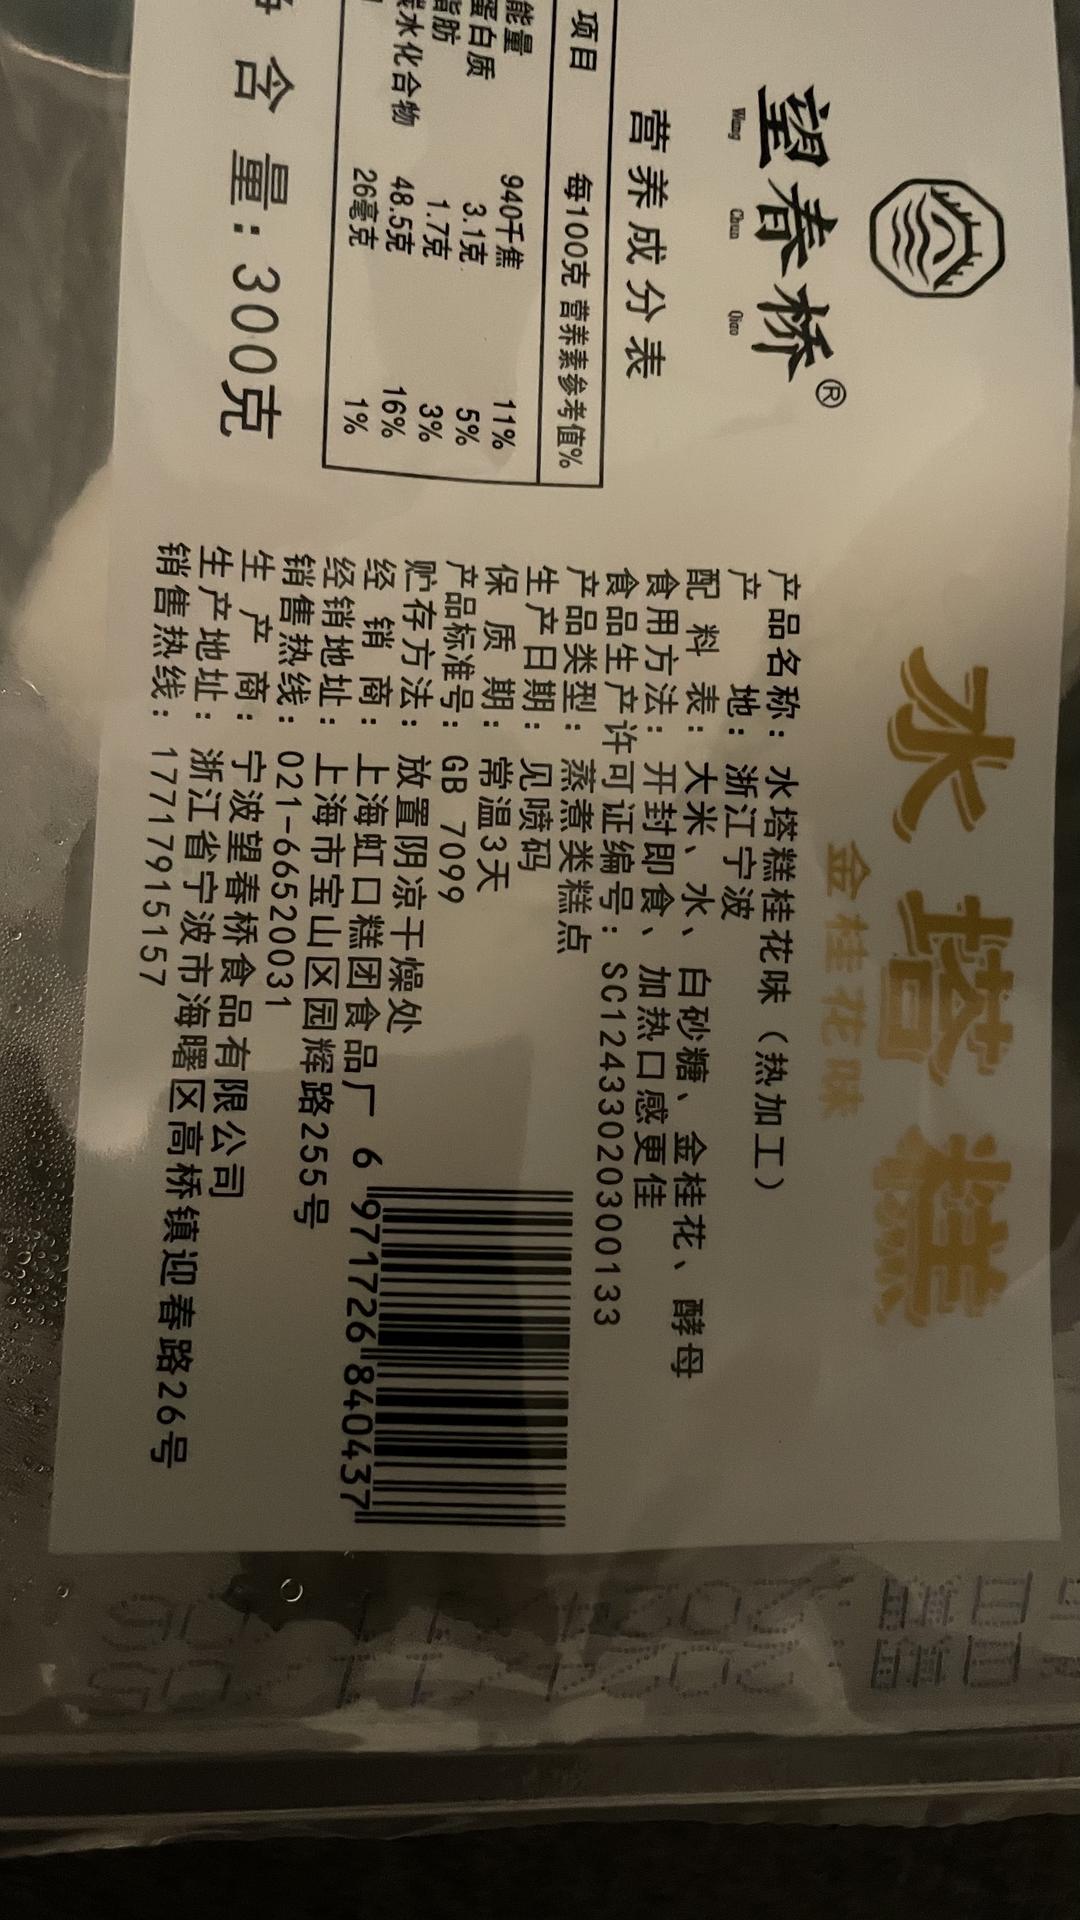 望春桥®
Wang Chun Qiao
营养成分表
项目 每100克 营养素参考值%
能量 940千焦 11%
蛋白质 3.1克 5%
脂肪 1.7克 3%
碳水化合物 48.5克 16%
26毫克 1%
含 量:300克
水塔糕
金桂花味
产品名称: 水塔糕桂花味(热加工)
产 地: 浙江宁波
配 料 表: 大米、水、白砂糖、金桂花、酵母
食用方法: 开封即食、加热口感更佳
食品生产许可证编号: SC12433020300133
产品类型: 蒸煮类糕点
生产日期: 见喷码
保 质 期: 常温3天
产品标准号: GB 7099
贮存方法: 放置阴凉干燥处
经 销 商: 上海虹口糕团食品厂
经销地址: 上海市宝山区园辉路255号
销售热线: 021-66520031
生 产 商: 宁波望春桥食品有限公司
生产地址: 浙江省宁波市海曙区高桥镇迎春路26号
销售热线: 17717915157
6 971726 840437